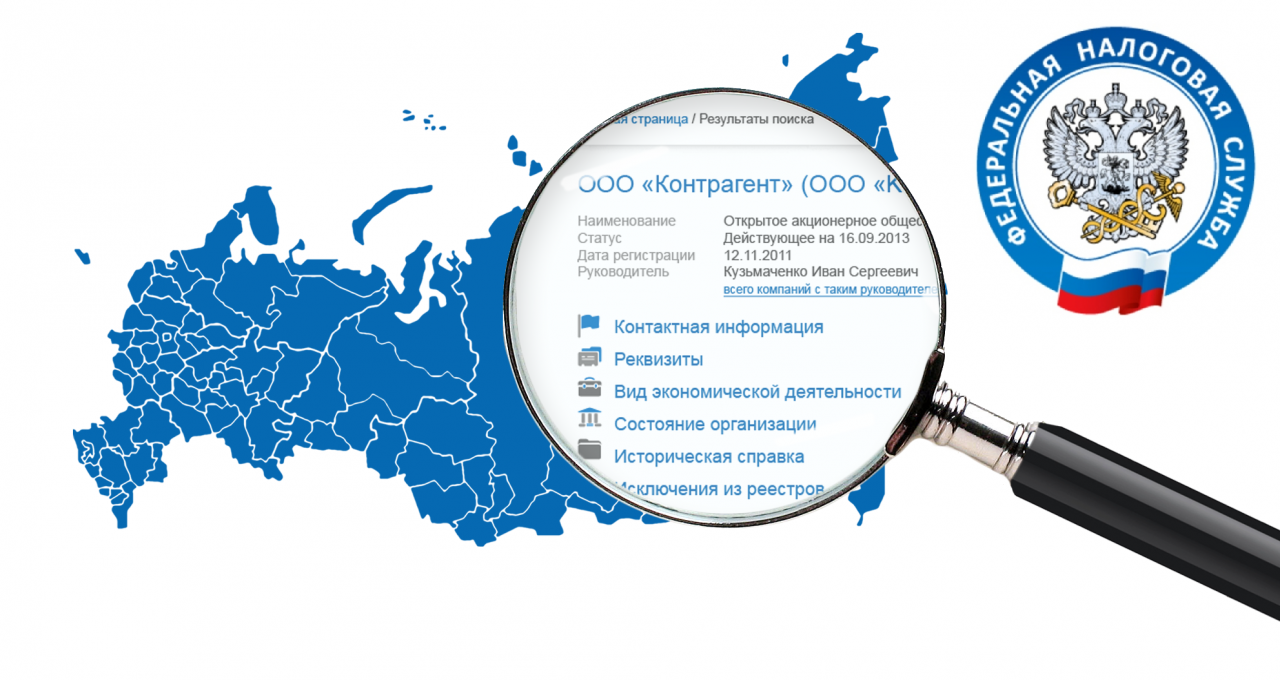 страница / Результаты поиска
ООО «Контрагент» (ООО «К
Наименование Открытое акционерное общес
Статус Действующее на 16.09.2013
Дата регистрации 12.11.2011
Руководитель Кузьмаченко Иван Сергеевич
всего компаний с таким руководителе
Контактная информация
Реквизиты
Вид экономической деятельности
Состояние организации
Историческая справка
Исключения из реестров
ФЕДЕРАЛЬНАЯ НАЛОГОВАЯ СЛУЖБА